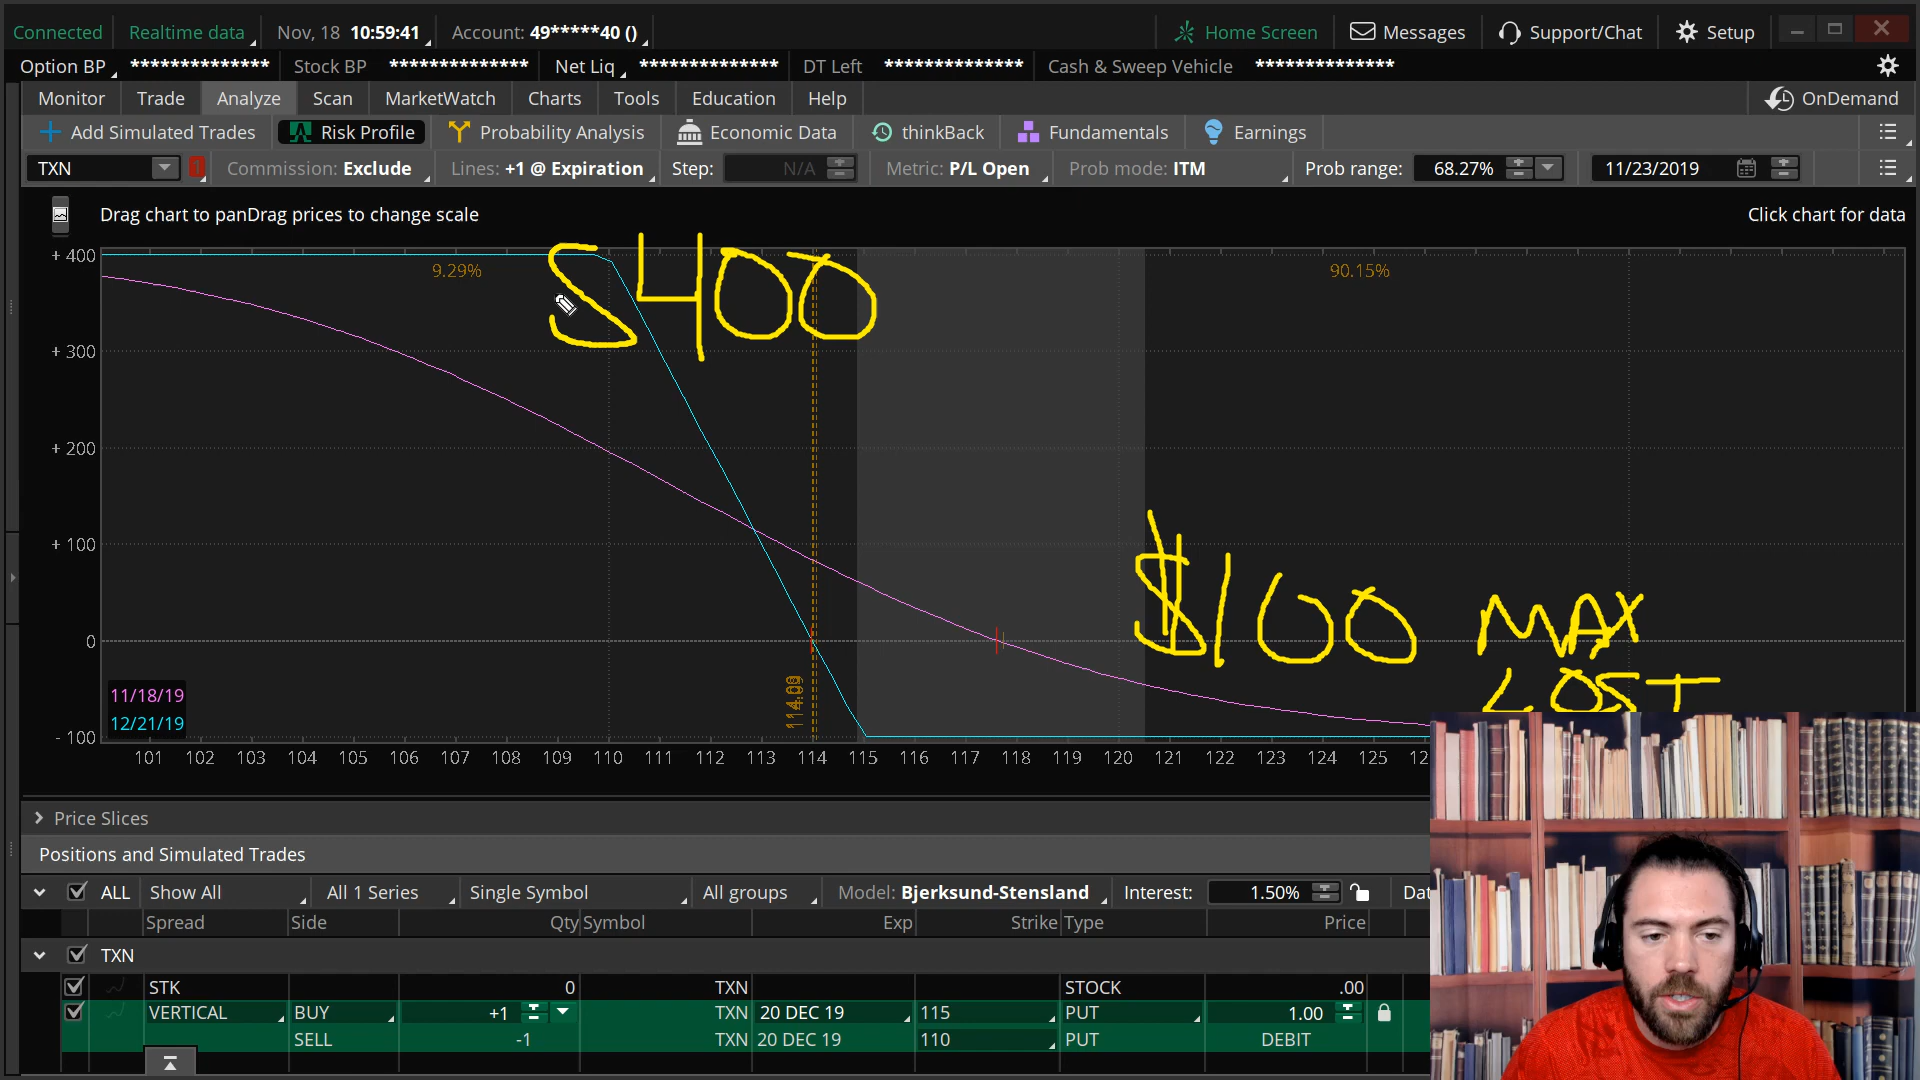 Connected Realtime data Nov, 18 10:59:41 Account: 49*****40 () Home Screen Messages Support/Chat Setup
Option BP ************** Stock BP ************** Net Liq ************** DT Left ************** Cash & Sweep Vehicle **************
Monitor Trade Analyze Scan MarketWatch Charts Tools Education Help OnDemand
Add Simulated Trades Risk Profile Probability Analysis Economic Data thinkBack Fundamentals Earnings
TXN Commission: Exclude Lines: +1 @ Expiration Step: N/A Metric: P/L Open Prob mode: ITM Prob range: 68.27% 11/23/2019
Drag chart to panDrag prices to change scale Click chart for data
+ 400
9.29% 90.15%
S400
+ 300
+ 200
+ 100
$100 MAX
0
LOST
114.09
11/18/19
12/21/19
- 100
101 102 103 104 105 106 107 108 109 110 111 112 113 114 115 116 117 118 119 120 121 122 123 124 125 12
Price Slices
Positions and Simulated Trades
ALL Show All All 1 Series Single Symbol All groups Model: Bjerksund-Stensland Interest: 1.50% Dat
Spread Side Qty Symbol Exp Strike Type Price
TXN
STK 0 TXN STOCK .00
VERTICAL BUY +1 TXN 20 DEC 19 115 PUT 1.00
SELL -1 TXN 20 DEC 19 110 PUT DEBIT